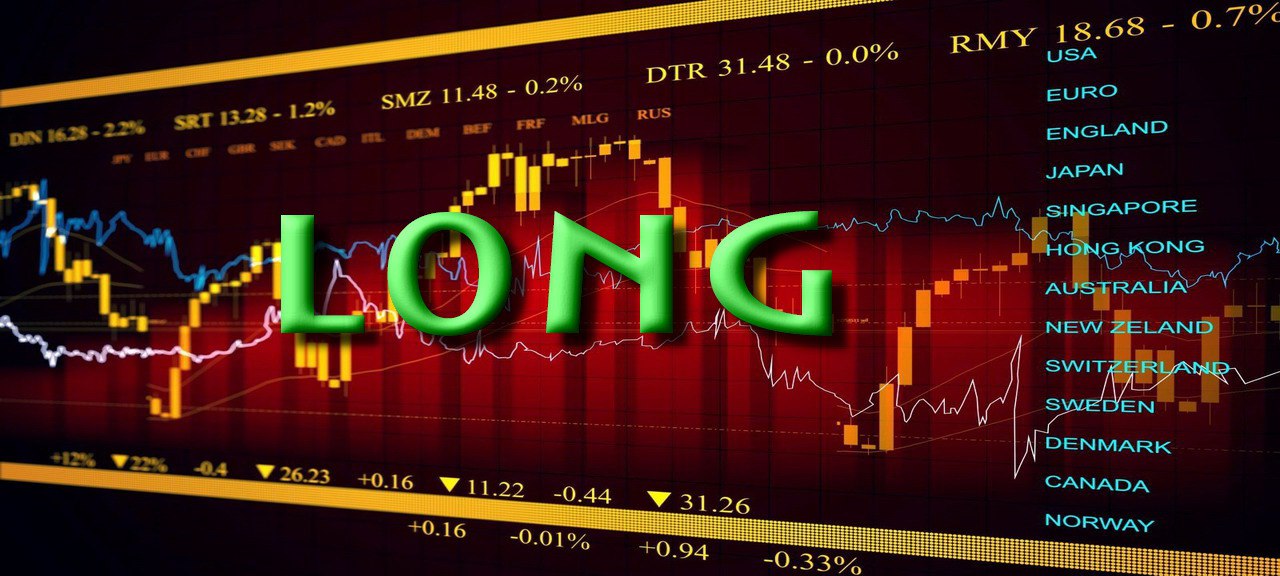 DJN 16.28 - 2.2% SRT 13.28 - 1.2% SMZ 11.48 - 0.2% DTR 31.48 - 0.0% RMY 18.68 - 0.7%
JPY EUR CHF GBR SEK CAD ITL DEM BEF FRF MLG RUS
LONG
USA
EURO
ENGLAND
JAPAN
SINGAPORE
HONG KONG
AUSTRALIA
NEW ZELAND
SWITZERLAND
SWEDEN
DENMARK
CANADA
NORWAY
+12% ▼22% -0.4 ▼26.23 +0.16 ▼11.22 -0.44 ▼31.26
+0.16 -0.01% +0.94 -0.33%